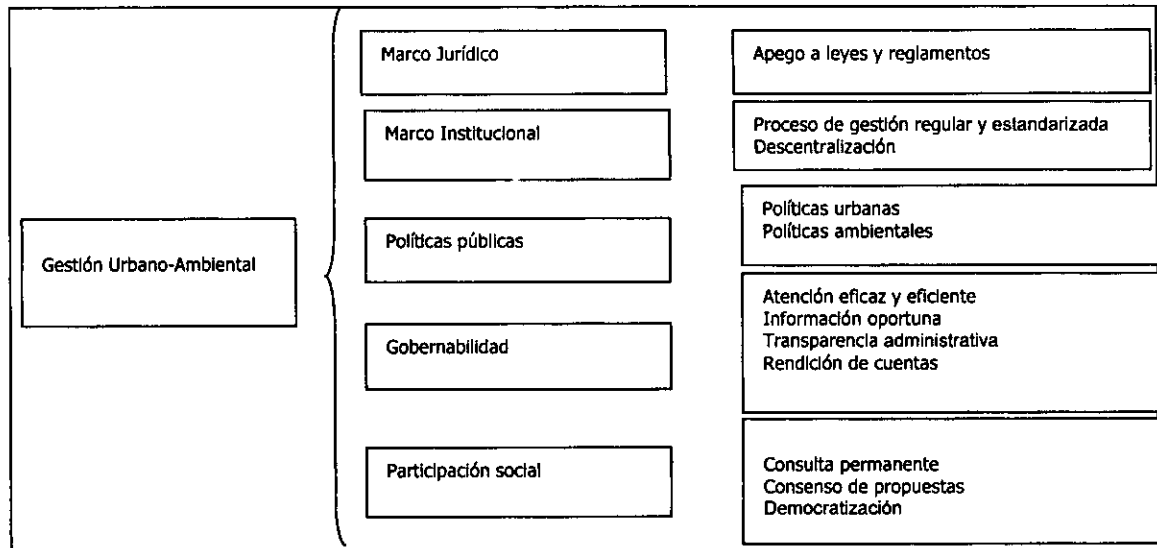 Gestión Urbano-Ambiental
Marco Jurídico
Apego a leyes y reglamentos
Marco Institucional
Proceso de gestión regular y estandarizada
Descentralización
Políticas públicas
Políticas urbanas
Políticas ambientales
Gobernabilidad
Atención eficaz y eficiente
Información oportuna
Transparencia administrativa
Rendición de cuentas
Participación social
Consulta permanente
Consenso de propuestas
Democratización